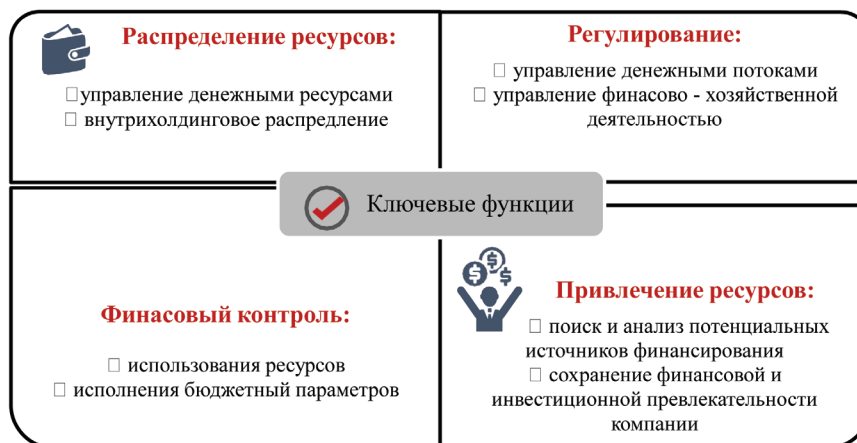 Распределение ресурсов:
□управление денежными ресурсами
□ внутрихолдинговое распредление
Регулирование:
□ управление денежными потоками
□ управление финасово - хозяйственной
деятельностью
Ключевые функции
Финасовый контроль:
□ использования ресурсов
□ исполнения бюджетный параметров
Привлечение ресурсов:
□ поиск и анализ потенциальных
источников финансирования
□ сохранение финансовой и
инвестиционной превлекательности
компании